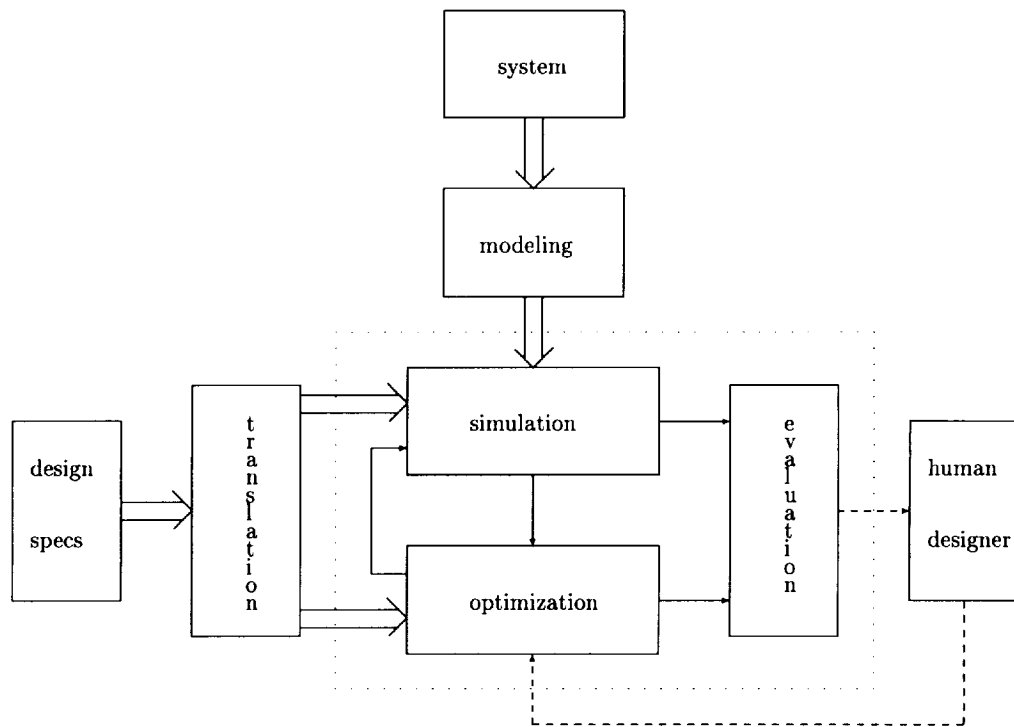 system
modeling
simulation
translation
evaluation
design
specs
human
designer
optimization